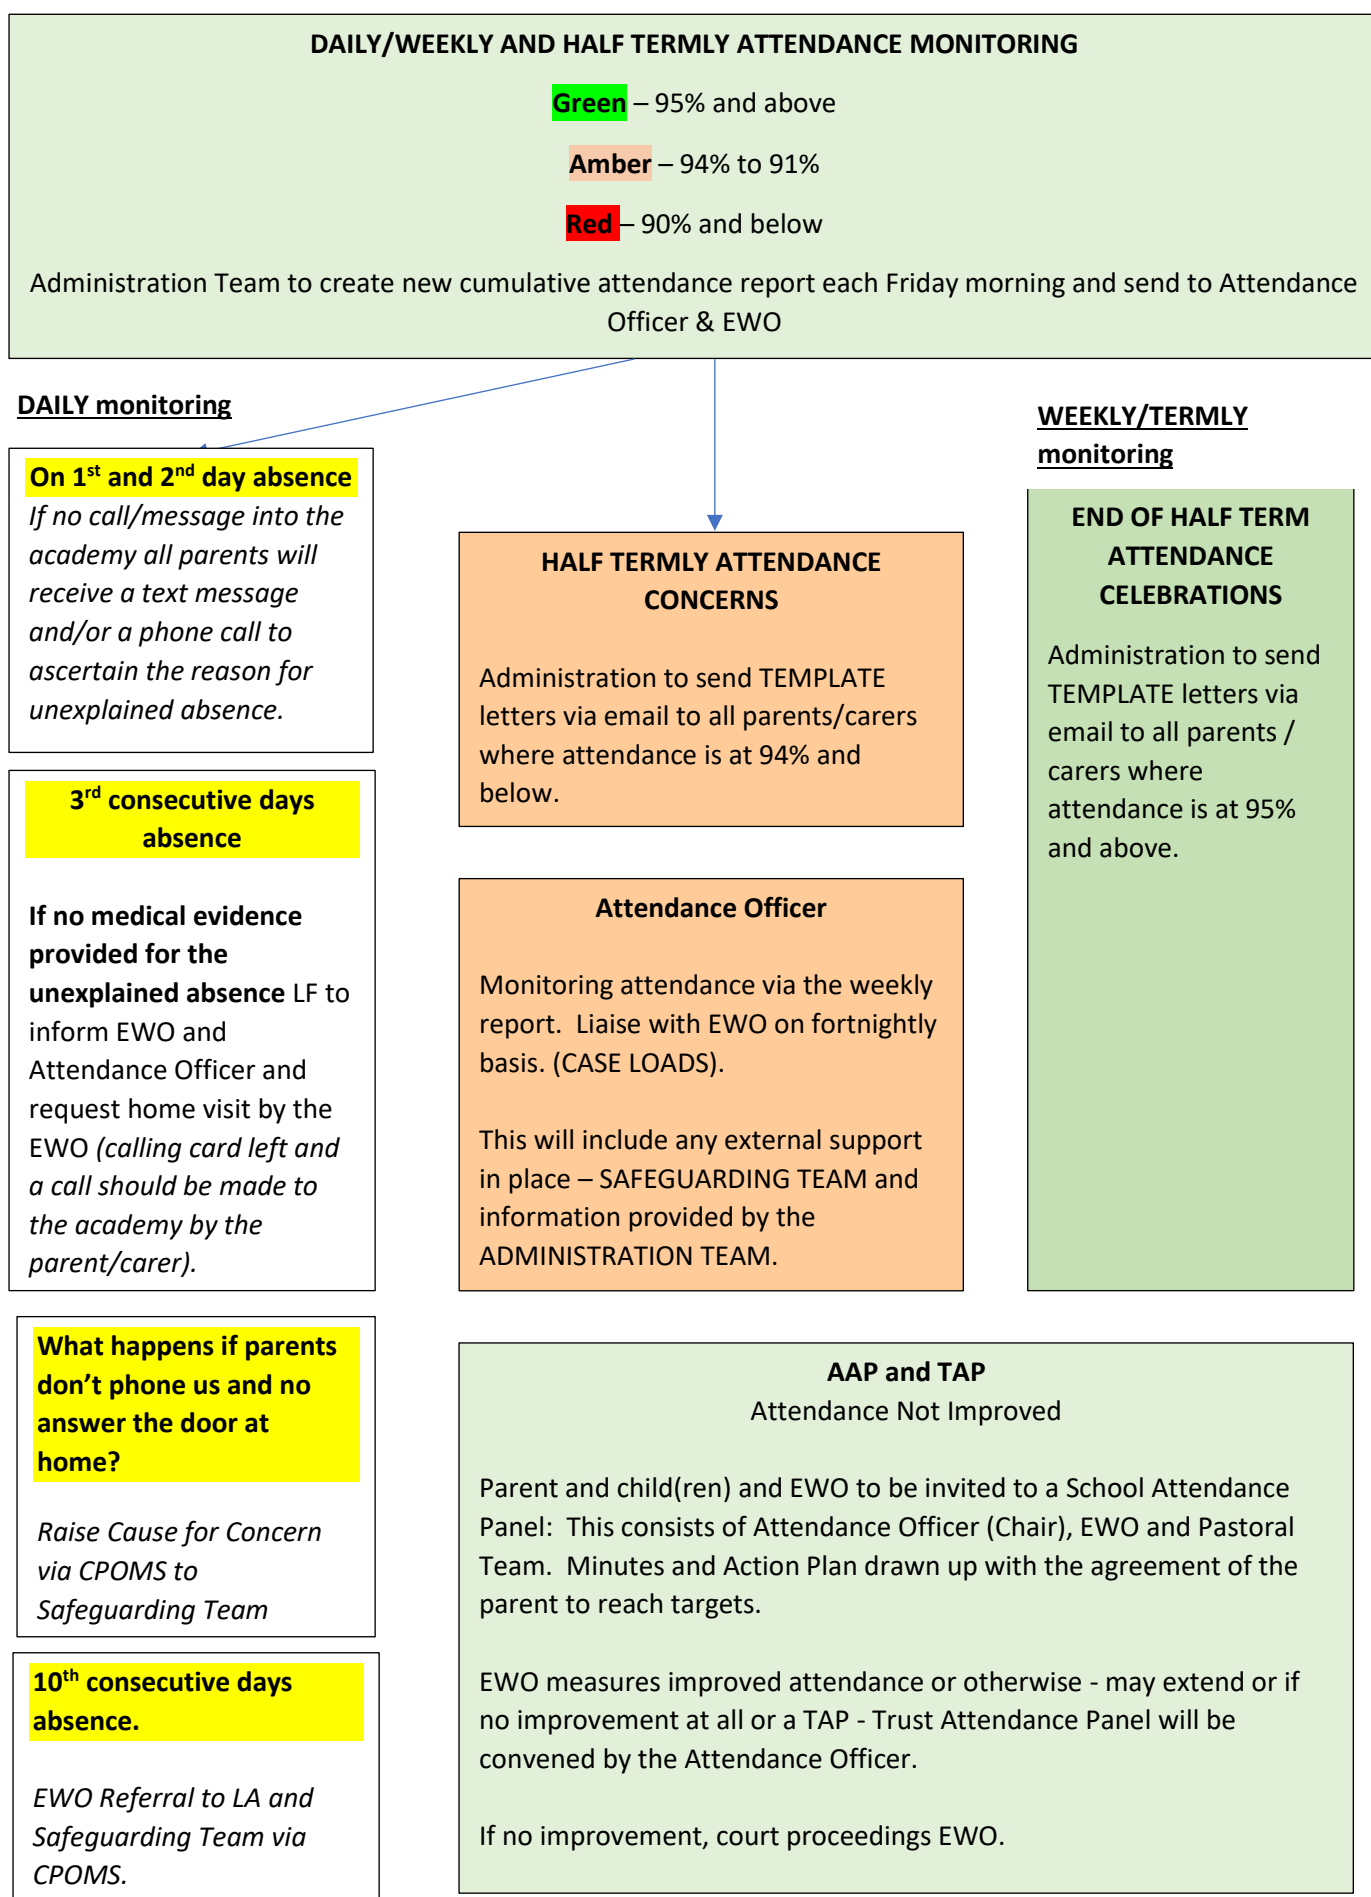 DAILY/WEEKLY AND HALF TERMLY ATTENDANCE MONITORING
Green – 95% and above
Amber – 94% to 91%
Red – 90% and below
Administration Team to create new cumulative attendance report each Friday morning and send to Attendance
Officer & EWO
DAILY monitoring
On 1st and 2nd day absence
If no call/message into the
academy all parents will
receive a text message
and/or a phone call to
ascertain the reason for
unexplained absence.
3rd consecutive days
absence
If no medical evidence
provided for the
unexplained absence LF to
inform EWO and
Attendance Officer and
request home visit by the
EWO (calling card left and
a call should be made to
the academy by the
parent/carer).
What happens if parents
don’t phone us and no
answer the door at
home?
Raise Cause for Concern
via CPOMS to
Safeguarding Team
10th consecutive days
absence.
EWO Referral to LA and
Safeguarding Team via
CPOMS.
HALF TERMLY ATTENDANCE
CONCERNS
Administration to send TEMPLATE
letters via email to all parents/carers
where attendance is at 94% and
below.
Attendance Officer
Monitoring attendance via the weekly
report.  Liaise with EWO on fortnightly
basis. (CASE LOADS).
This will include any external support
in place – SAFEGUARDING TEAM and
information provided by the
ADMINISTRATION TEAM.
WEEKLY/TERMLY
monitoring
END OF HALF TERM
ATTENDANCE
CELEBRATIONS
Administration to send
TEMPLATE letters via
email to all parents /
carers where
attendance is at 95%
and above.
AAP and TAP
Attendance Not Improved
Parent and child(ren) and EWO to be invited to a School Attendance
Panel:  This consists of Attendance Officer (Chair), EWO and Pastoral
Team.  Minutes and Action Plan drawn up with the agreement of the
parent to reach targets.
EWO measures improved attendance or otherwise - may extend or if
no improvement at all or a TAP - Trust Attendance Panel will be
convened by the Attendance Officer.
If no improvement, court proceedings EWO.